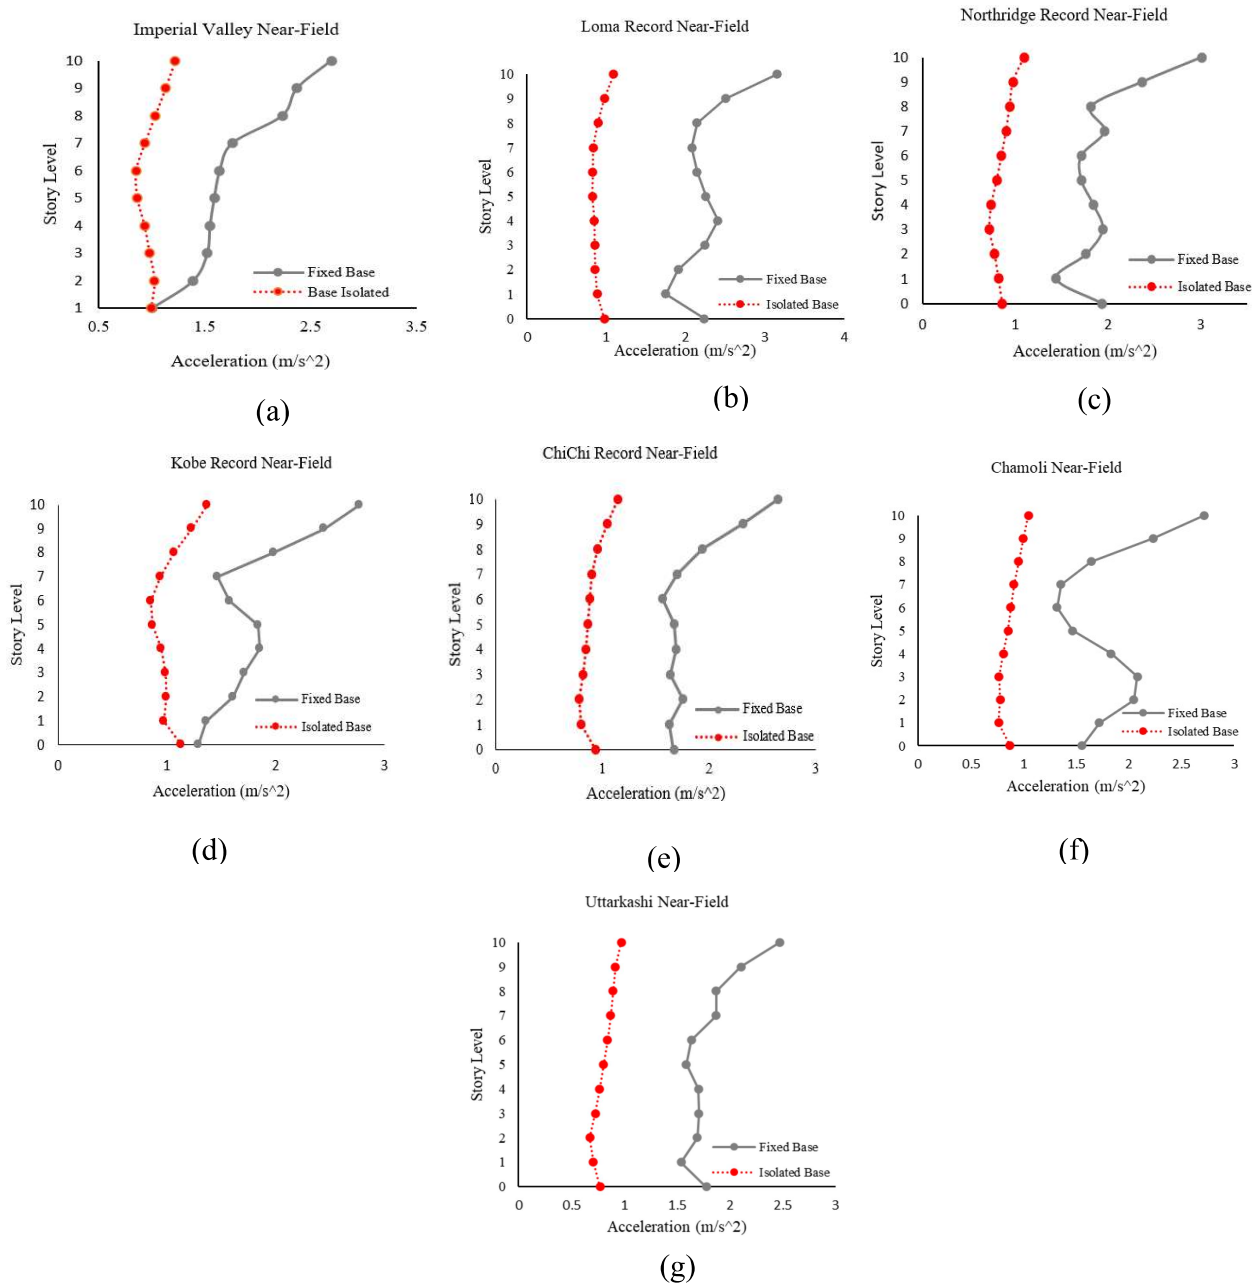 Imperial Valley Near-Field
10
9
8
7
6
5
4
3
2
1
Story Level
Fixed Base
Base Isolated
0.5 1.5 2.5 3.5
Acceleration (m/s^2)
(a)
Loma Record Near-Field
10
9
8
7
6
5
4
3
2
1
0
Story Level
Fixed Base
Isolated Base
0 1 2 3 4
Acceleration (m/s^2)
(b)
Northridge Record Near-Field
10
9
8
7
6
5
4
3
2
1
0
Story Level
Fixed Base
Isolated Base
0 1 2 3
Acceleration (m/s^2)
(c)
Kobe Record Near-Field
10
9
8
7
6
5
4
3
2
1
0
Story Level
Fixed Base
Isolated Base
0 1 2 3
Acceleration (m/s^2)
(d)
ChiChi Record Near-Field
10
9
8
7
6
5
4
3
2
1
0
Story Level
Fixed Base
Isolated Base
0 1 2 3
Acceleration (m/s^2)
(e)
Chamoli Near-Field
10
9
8
7
6
5
4
3
2
1
0
Story Level
Fixed Base
Isolated Base
0 0.5 1 1.5 2 2.5 3
Acceleration (m/s^2)
(f)
Uttarkashi Near-Field
10
9
8
7
6
5
4
3
2
1
0
Story Level
Fixed Base
Isolated Base
0 0.5 1 1.5 2 2.5 3
Acceleration (m/s^2)
(g)